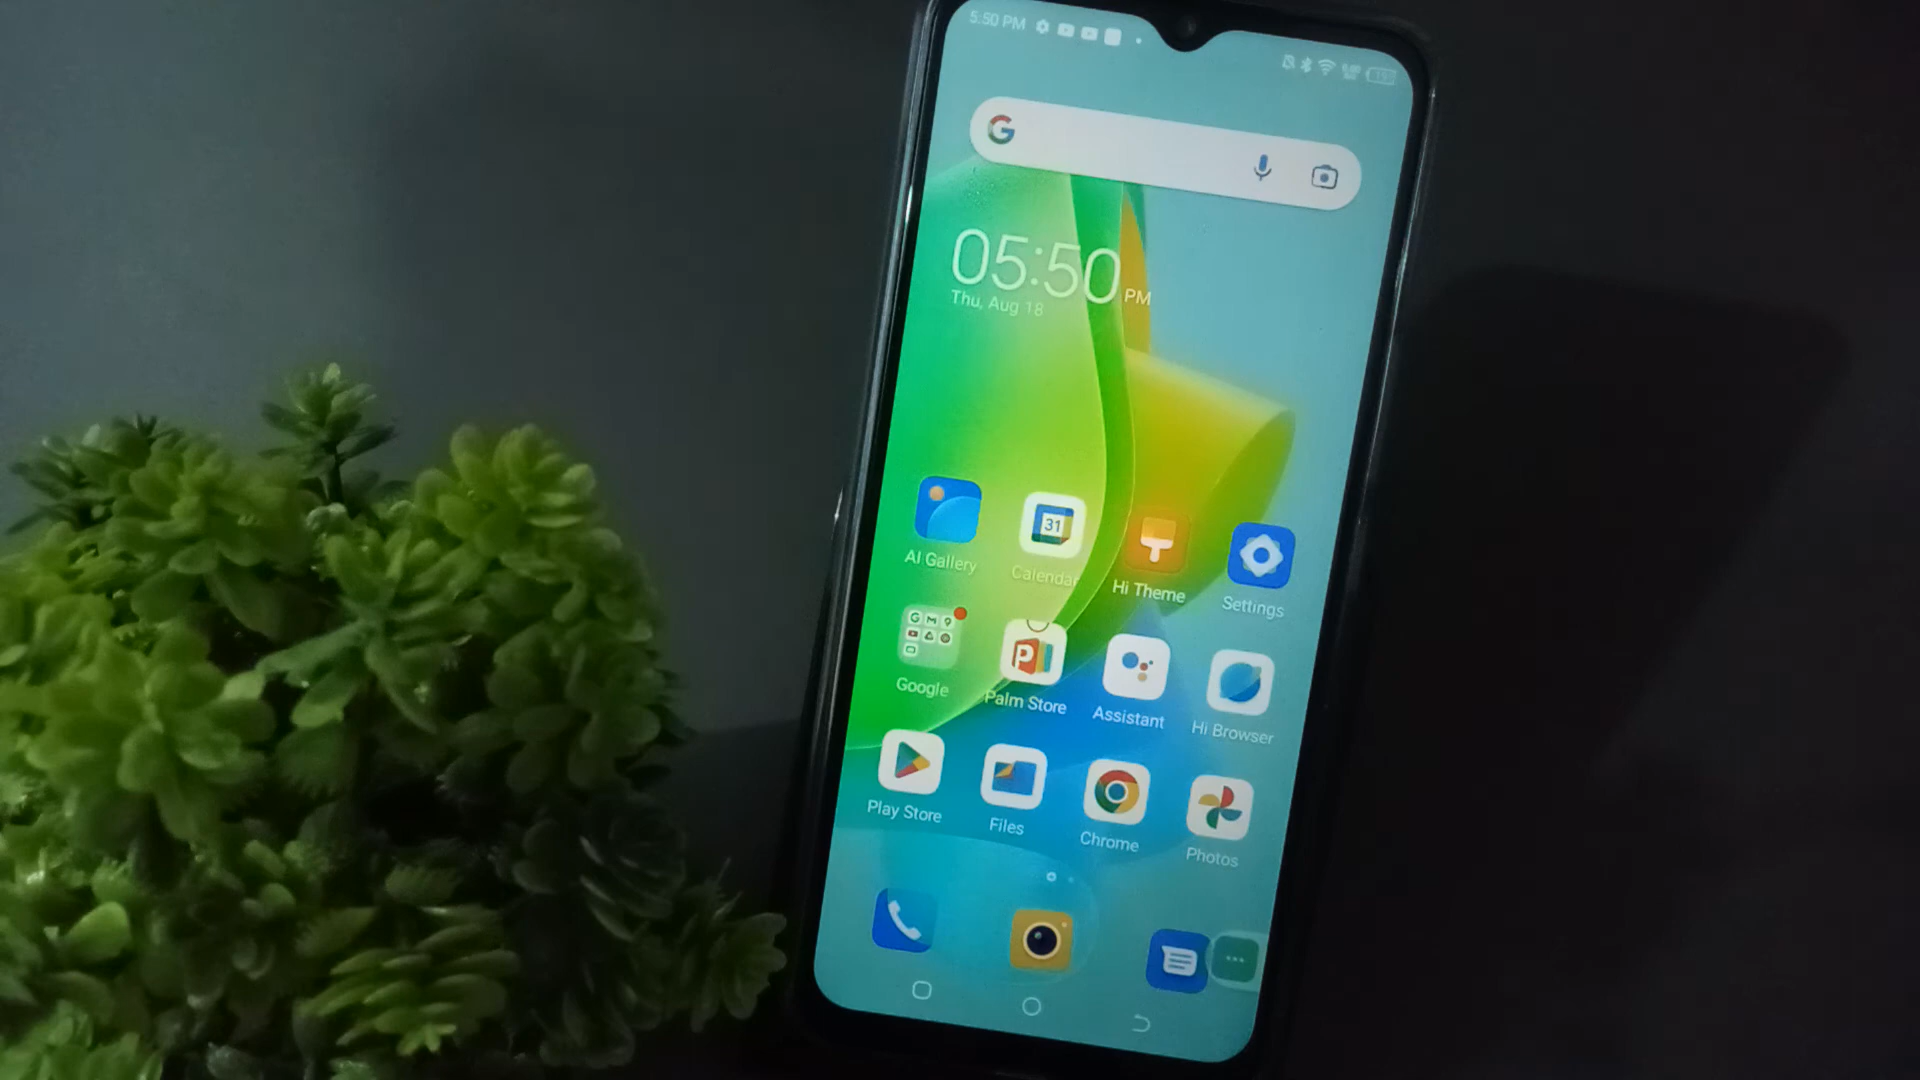 5:50 PM
G
05:50 PM
Thu, Aug 18
31
AI Gallery
Calendar
Hi Theme
Settings
P
Google
Palm Store
Assistant
Hi Browser
Play Store
Files
Chrome
Photos